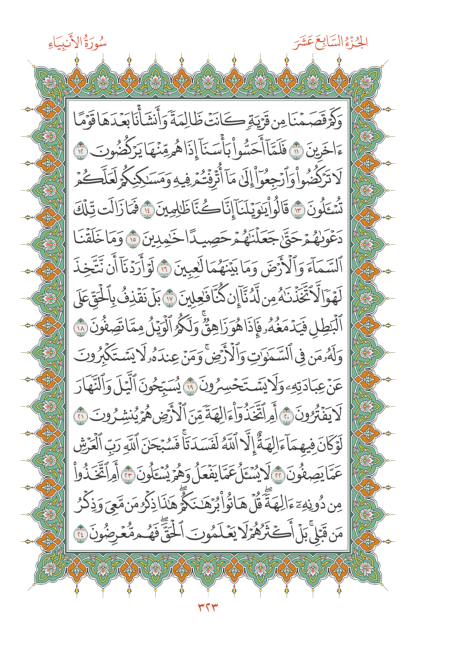 سُورَةُ الأَنبِيَاءِ
الجُزْءُ السَّابِعَ عَشَرَ
وَكَمْ قَصَمْنَا مِن قَرْيَةٍ كَانَتْ ظَالِمَةً وَأَنشَأْنَا بَعْدَهَا قَوْمًا
ءَاخَرِينَ ١١ فَلَمَّآ أَحَسُّوا۟ بَأْسَنَآ إِذَا هُم مِّنْهَا يَرْكُضُونَ ١٢
لَا تَرْكُضُوا۟ وَٱرْجِعُوٓا۟ إِلَىٰ مَآ أُتْرِفْتُمْ فِيهِ وَمَسَٰكِنِكُمْ لَعَلَّكُمْ
تُسْـَٔلُونَ ١٣ قَالُوا۟ يَٰوَيْلَنَآ إِنَّا كُنَّا ظَٰلِمِينَ ١٤ فَمَا زَالَت تِّلْكَ
دَعْوَىٰهُمْ حَتَّىٰ جَعَلْنَٰهُمْ حَصِيدًا خَٰمِدِينَ ١٥ وَمَا خَلَقْنَا
ٱلسَّمَآءَ وَٱلْأَرْضَ وَمَا بَيْنَهُمَا لَٰعِبِينَ ١٦ لَوْ أَرَدْنَآ أَن نَّتَّخِذَ
لَهْوًا لَّٱتَّخَذْنَٰهُ مِن لَّدُنَّآ إِن كُنَّا فَٰعِلِينَ ١٧ بَلْ نَقْذِفُ بِٱلْحَقِّ عَلَى
ٱلْبَٰطِلِ فَيَدْمَغُهُۥ فَإِذَا هُوَ زَاهِقٌ ۚ وَلَكُمُ ٱلْوَيْلُ مِمَّا تَصِفُونَ ١٨
وَلَهُۥ مَن فِى ٱلسَّمَٰوَٰتِ وَٱلْأَرْضِ ۚ وَمَنْ عِندَهُۥ لَا يَسْتَكْبِرُونَ
عَنْ عِبَادَتِهِۦ وَلَا يَسْتَحْسِرُونَ ١٩ يُسَبِّحُونَ ٱلَّيْلَ وَٱلنَّهَارَ
لَا يَفْتُرُونَ ٢٠ أَمِ ٱتَّخَذُوٓا۟ ءَالِهَةً مِّنَ ٱلْأَرْضِ هُمْ يُنشِرُونَ ٢١
لَوْ كَانَ فِيهِمَآ ءَالِهَةٌ إِلَّا ٱللَّهُ لَفَسَدَتَا ۚ فَسُبْحَٰنَ ٱللَّهِ رَبِّ ٱلْعَرْشِ
عَمَّا يَصِفُونَ ٢٢ لَا يُسْـَٔلُ عَمَّا يَفْعَلُ وَهُمْ يُسْـَٔلُونَ ٢٣ أَمِ ٱتَّخَذُوا۟
مِن دُونِهِۦٓ ءَالِهَةً ۖ قُلْ هَاتُوا۟ بُرْهَٰنَكُمْ ۖ هَٰذَا ذِكْرُ مَن مَّعِىَ وَذِكْرُ
مَن قَبْلِى ۗ بَلْ أَكْثَرُهُمْ لَا يَعْلَمُونَ ٱلْحَقَّ ۖ فَهُم مُّعْرِضُونَ ٢٤
٣٢٣